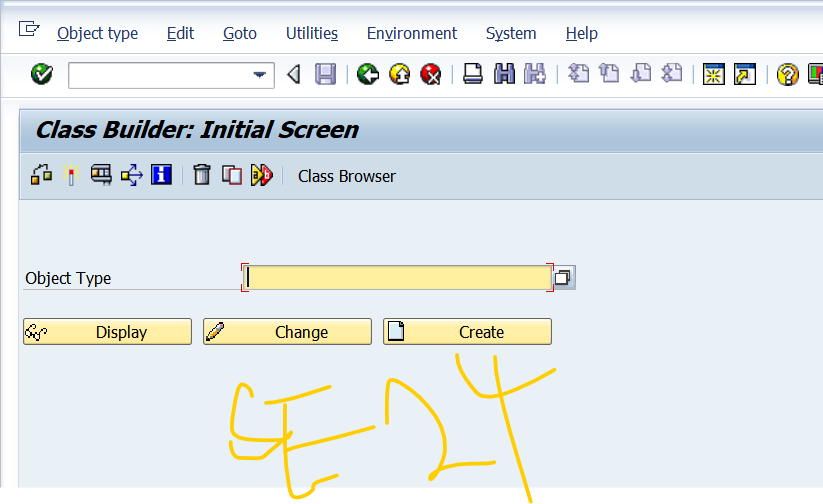 Object type Edit Goto Utilities Environment System Help
Class Builder: Initial Screen
Class Browser
Object Type
Display Change Create
SE24